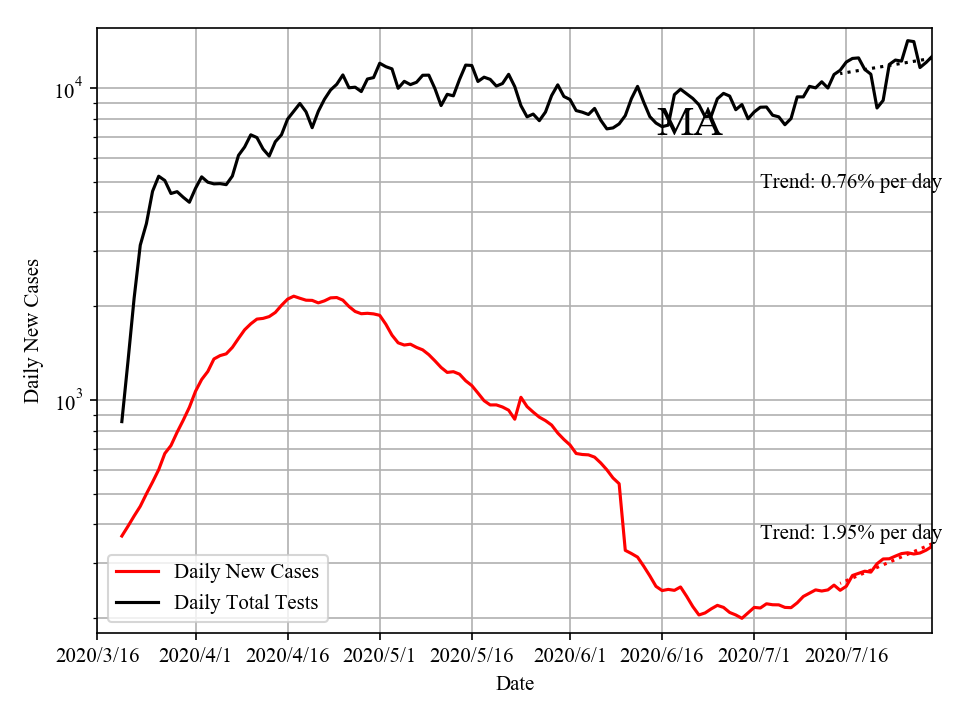 10^4
MA
Trend: 0.76% per day
Daily New Cases
10^3
Trend: 1.95% per day
Daily New Cases
Daily Total Tests
2020/3/16 2020/4/1 2020/4/16 2020/5/1 2020/5/16 2020/6/1 2020/6/16 2020/7/1 2020/7/16
Date